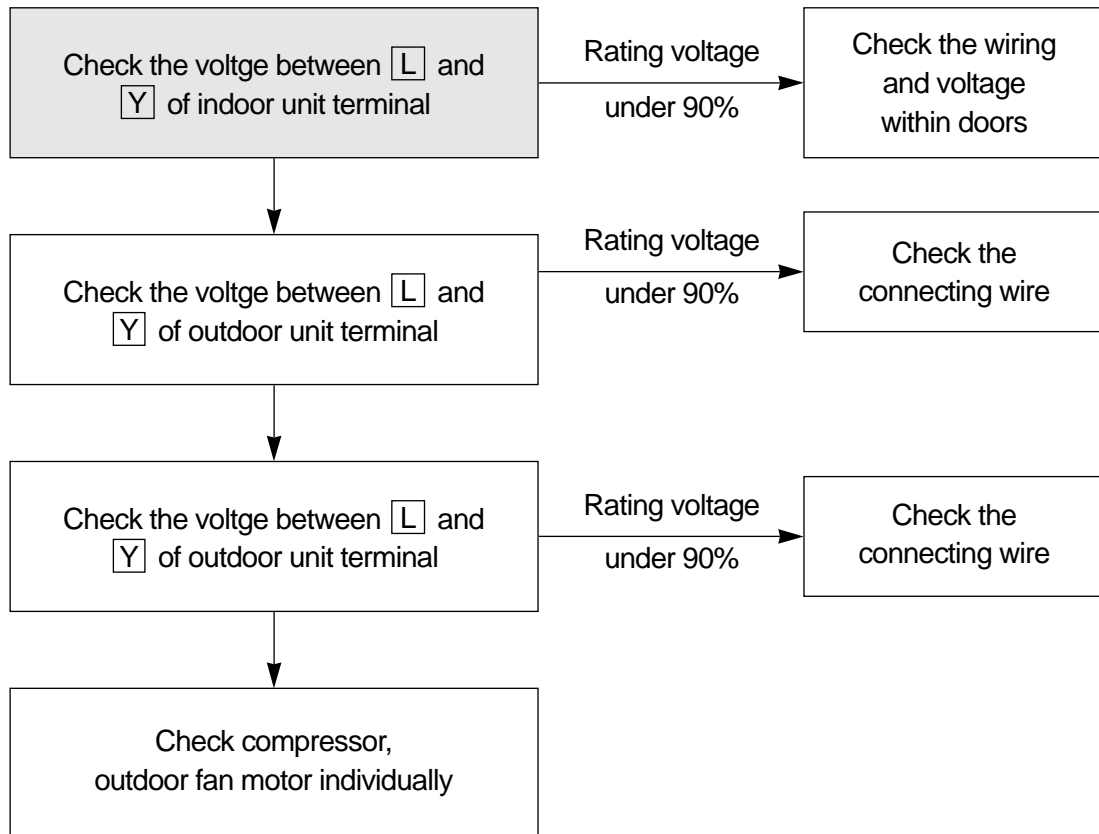 Check the voltge between L and
Y of indoor unit terminal
Rating voltage
under 90%
Check the wiring
and voltage
within doors
Check the voltge between L and
Y of outdoor unit terminal
Rating voltage
under 90%
Check the
connecting wire
Check the voltge between L and
Y of outdoor unit terminal
Rating voltage
under 90%
Check the
connecting wire
Check compressor,
outdoor fan motor individually